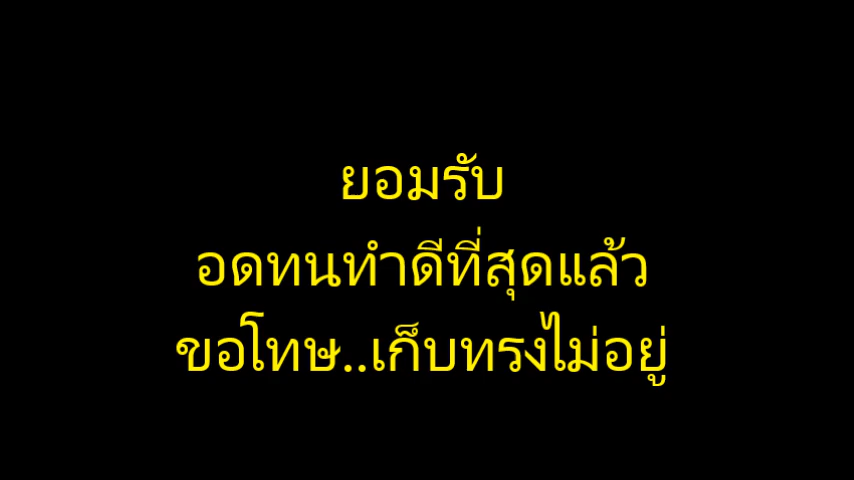 ยอมรับ
อดทนทำดีที่สุดแล้ว
ขอโทษ..เก็บทรงไม่อยู่